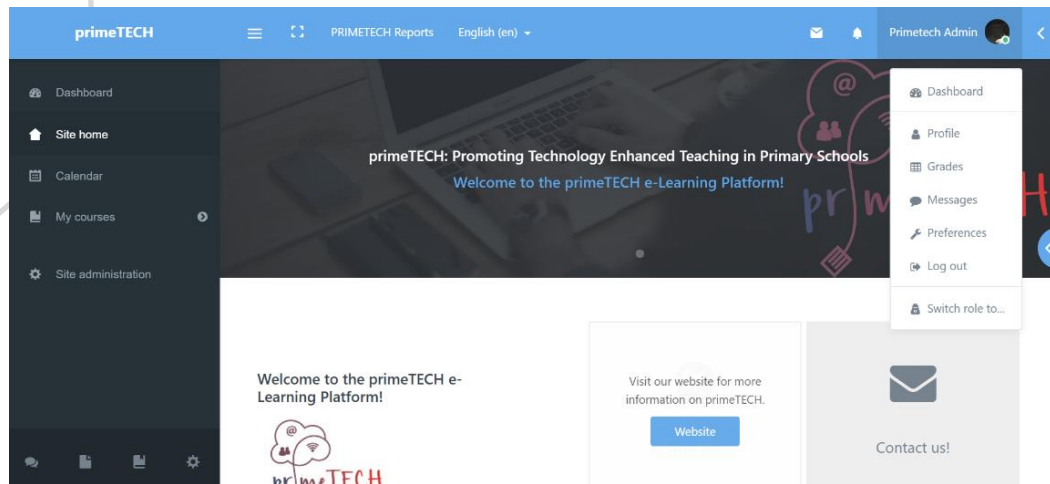 primeTECH
PRIMETECH Reports
English (en)
Primetech Admin
Dashboard
Site home
Calendar
My courses
Site administration
primeTECH: Promoting Technology Enhanced Teaching in Primary Schools
Welcome to the primeTECH e-Learning Platform!
pr
H
Dashboard
Profile
Grades
Messages
Preferences
Log out
Switch role to...
Welcome to the primeTECH e-
Learning Platform!
@
prımeTECH
Visit our website for more
information on primeTECH.
Website
Contact us!